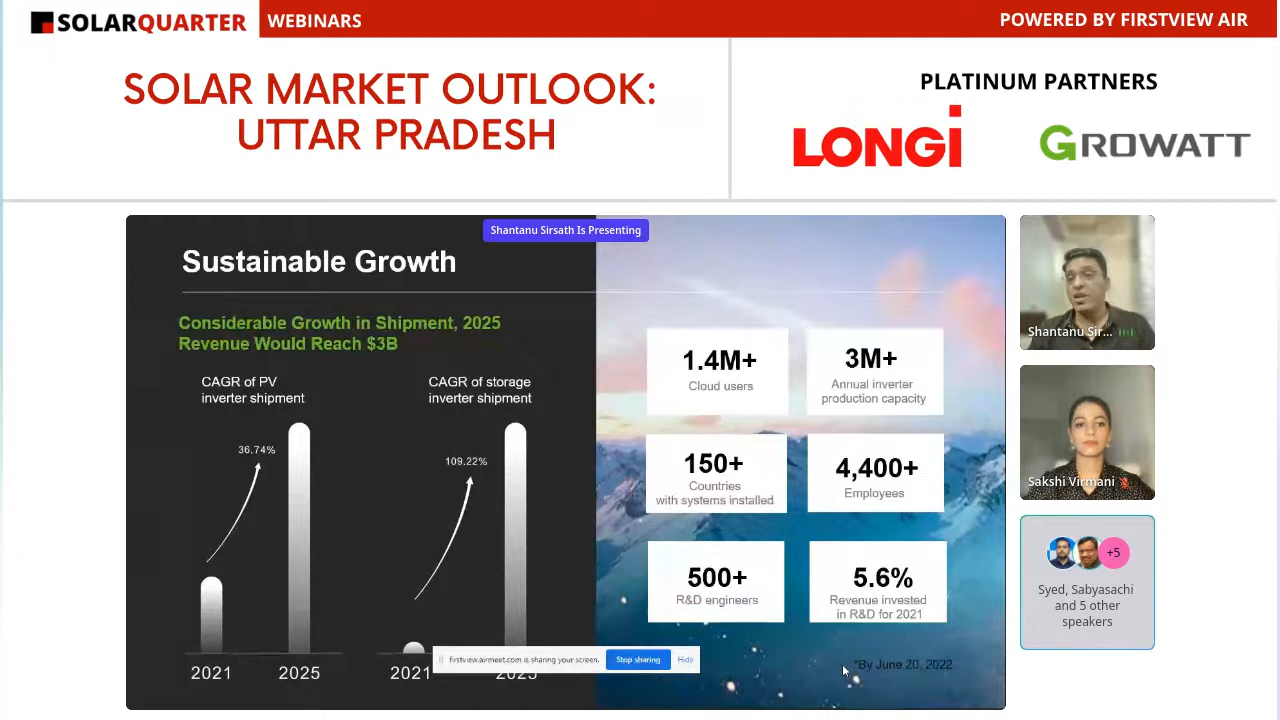 SOLARQUARTER
WEBINARS
POWERED BY FIRSTVIEW AIR
SOLAR MARKET OUTLOOK:
UTTAR PRADESH
PLATINUM PARTNERS
LONGi
GROWATT
Shantanu Sirsath Is Presenting
Sustainable Growth
Considerable Growth in Shipment, 2025
Revenue Would Reach $3B
CAGR of PV
inverter shipment
36.74%
2021
2025
CAGR of storage
inverter shipment
109.22%
2021
2025
1.4M+
Cloud users
3M+
Annual inverter
production capacity
150+
Countries
with systems installed
4,400+
Employees
500+
R&D engineers
5.6%
Revenue invested
in R&D for 2021
*By June 20, 2022
firstview.airmeet.com is sharing your screen.
Stop sharing
Hide
Shantanu Sir...
Sakshi Virmani
+5
Syed, Sabyasachi
and 5 other
speakers